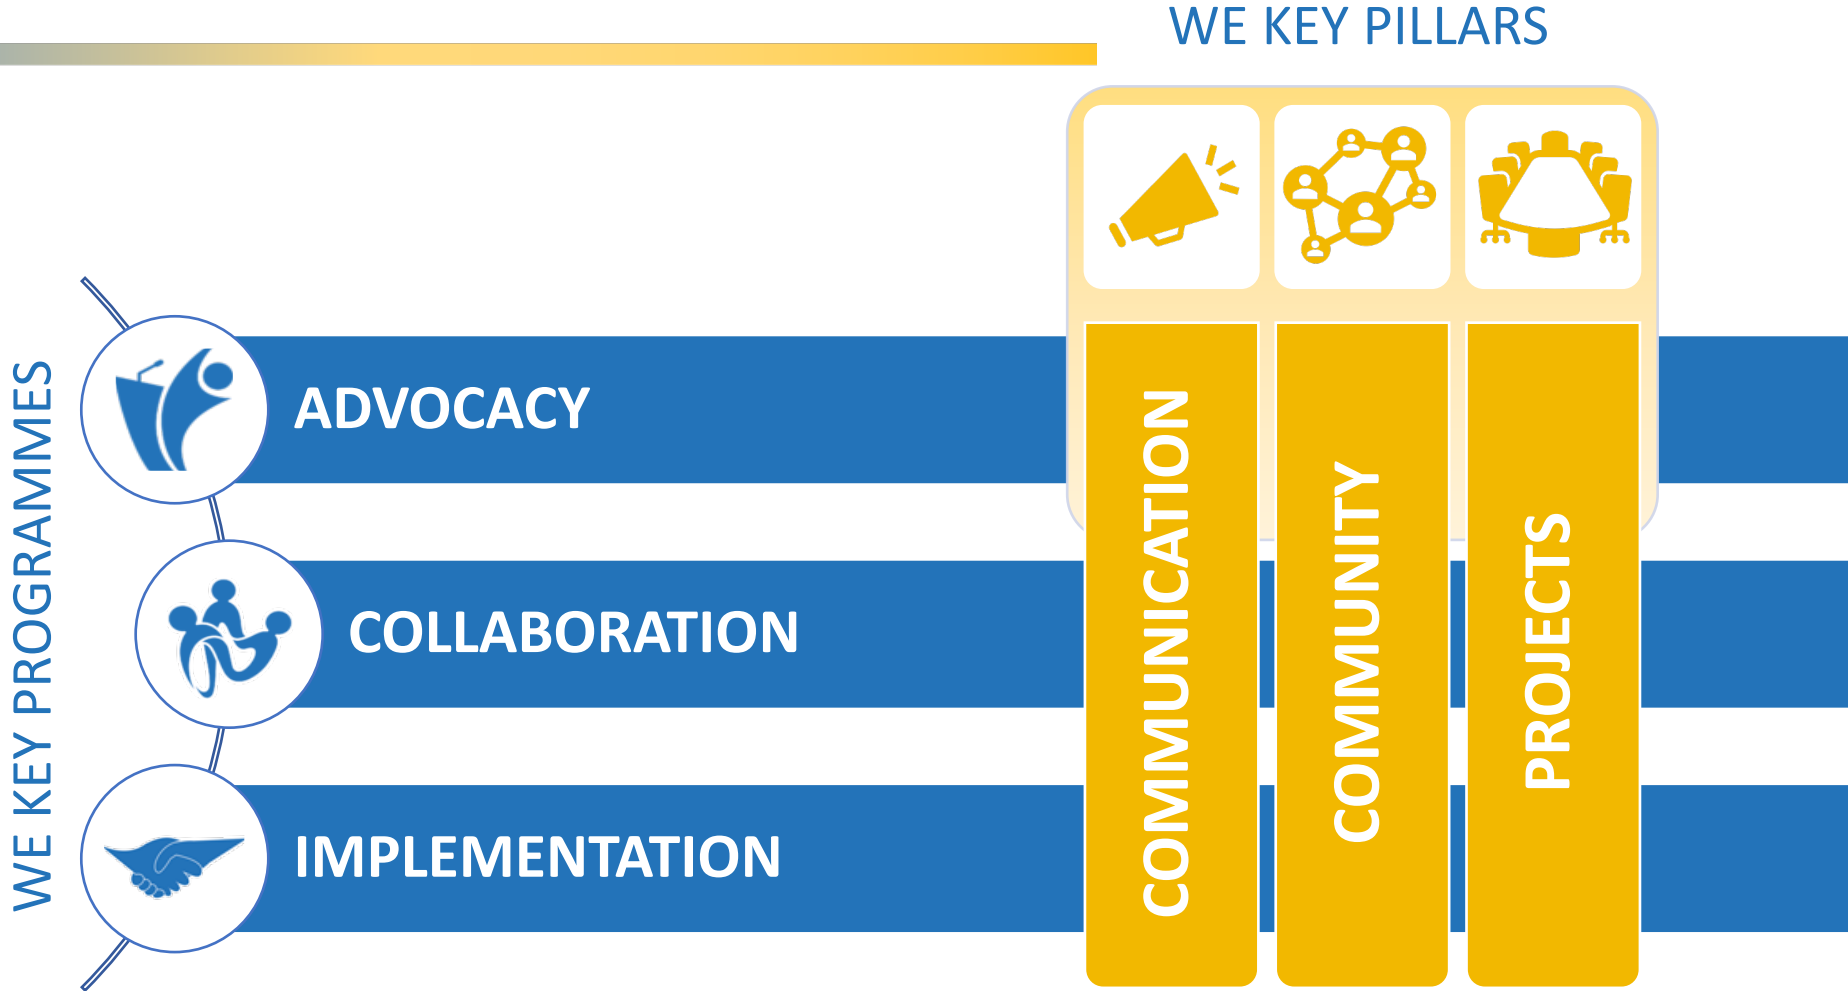 WE KEY PILLARS
WE KEY PROGRAMMES
ADVOCACY
COLLABORATION
IMPLEMENTATION
COMMUNICATION
COMMUNITY
PROJECTS